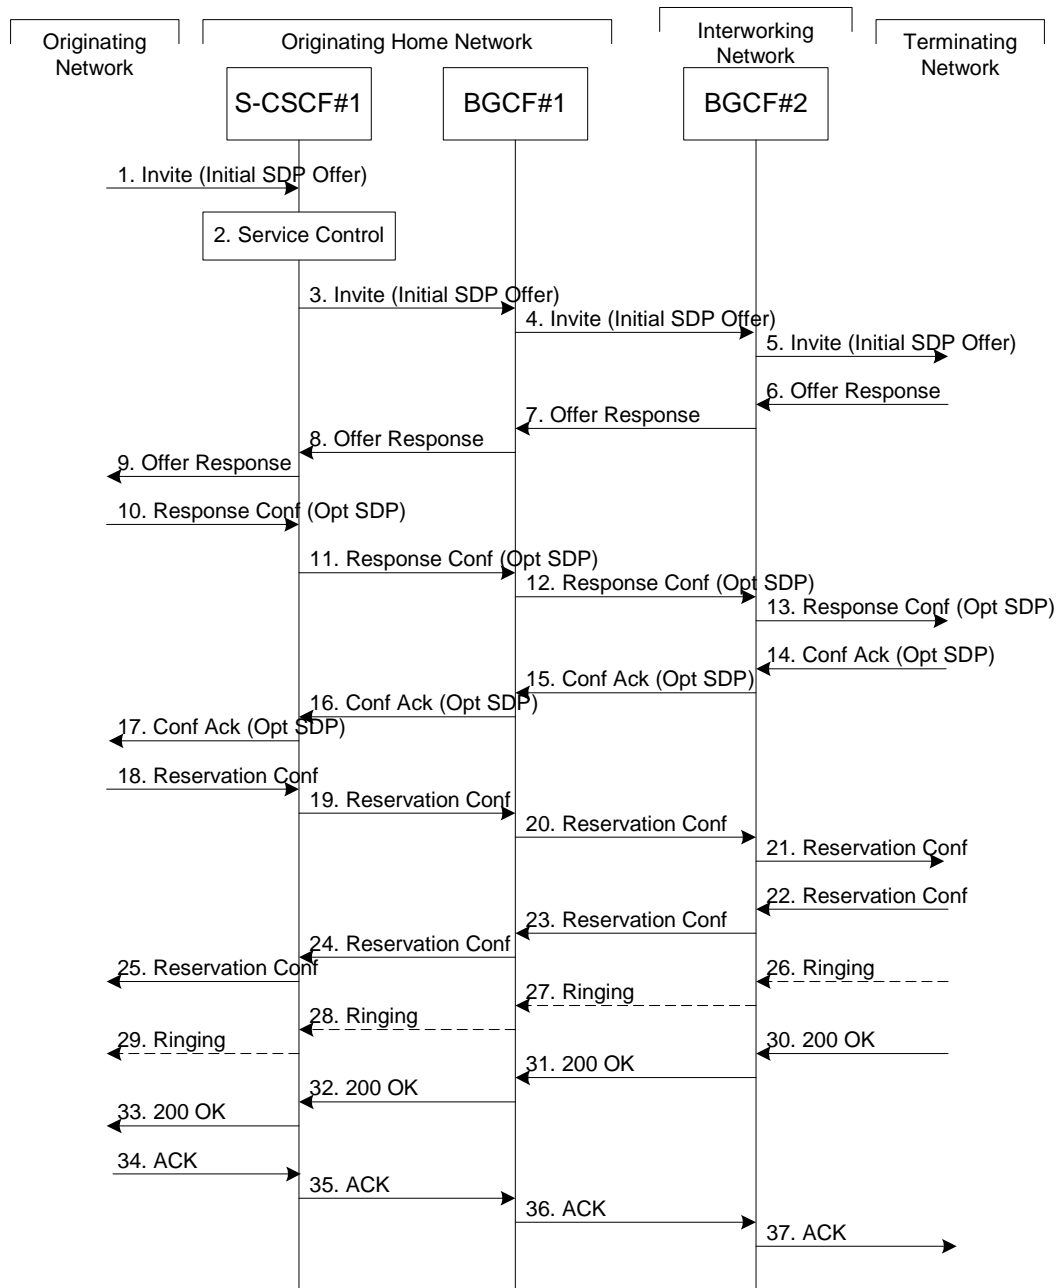 Originating
Network
Originating Home Network
Interworking
Network
Terminating
Network
S-CSCF#1
BGCF#1
BGCF#2
1. Invite (Initial SDP Offer)
2. Service Control
3. Invite (Initial SDP Offer)
4. Invite (Initial SDP Offer)
5. Invite (Initial SDP Offer)
6. Offer Response
7. Offer Response
8. Offer Response
9. Offer Response
10. Response Conf (Opt SDP)
11. Response Conf (Opt SDP)
12. Response Conf (Opt SDP)
13. Response Conf (Opt SDP)
14. Conf Ack (Opt SDP)
15. Conf Ack (Opt SDP)
16. Conf Ack (Opt SDP)
17. Conf Ack (Opt SDP)
18. Reservation Conf
19. Reservation Conf
20. Reservation Conf
21. Reservation Conf
22. Reservation Conf
23. Reservation Conf
24. Reservation Conf
25. Reservation Conf
26. Ringing
27. Ringing
28. Ringing
29. Ringing
30. 200 OK
31. 200 OK
32. 200 OK
33. 200 OK
34. ACK
35. ACK
36. ACK
37. ACK